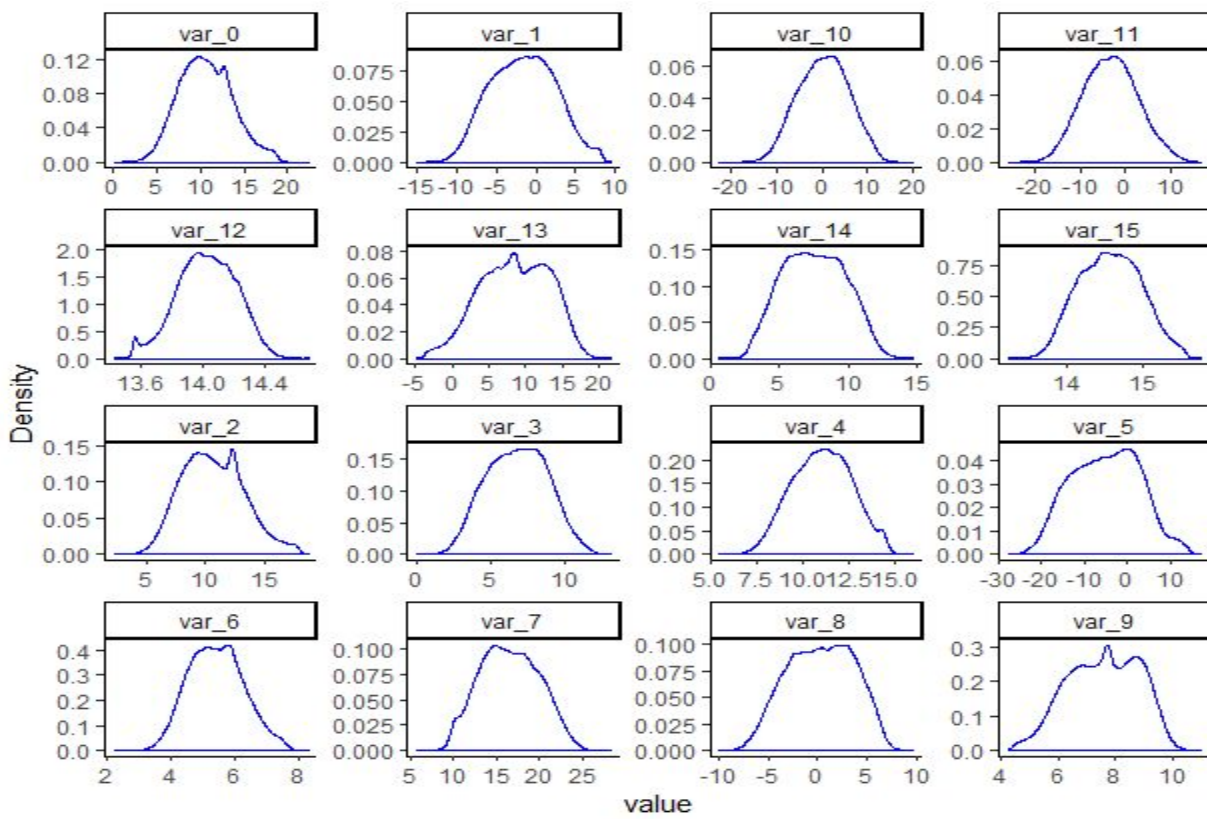 var_0 var_1 var_10 var_11
0.12 0.08 0.04 0.00
0.075 0.050 0.025 0.000
0.06 0.04 0.02 0.00
0.06 0.04 0.02 0.00
0 5 10 15 20
-15 -10 -5 0 5 10
-20 -10 0 10 20
-20 -10 0 10
var_12 var_13 var_14 var_15
2.0 1.5 1.0 0.5 0.0
0.08 0.06 0.04 0.02 0.00
0.15 0.10 0.05 0.00
0.75 0.50 0.25 0.00
13.6 14.0 14.4
-5 0 5 10 15 20
0 5 10 15
14 15
Density
var_2 var_3 var_4 var_5
0.15 0.10 0.05 0.00
0.15 0.10 0.05 0.00
0.20 0.15 0.10 0.05 0.00
0.04 0.03 0.02 0.01 0.00
5 10 15
0 5 10
5.0 7.5 10.0 12.5 15.0
-30 -20 -10 0 10
var_6 var_7 var_8 var_9
0.4 0.3 0.2 0.1 0.0
0.100 0.075 0.050 0.025 0.000
0.100 0.075 0.050 0.025 0.000
0.3 0.2 0.1 0.0
2 4 6 8
5 10 15 20 25
-10 -5 0 5 10
4 6 8 10
value